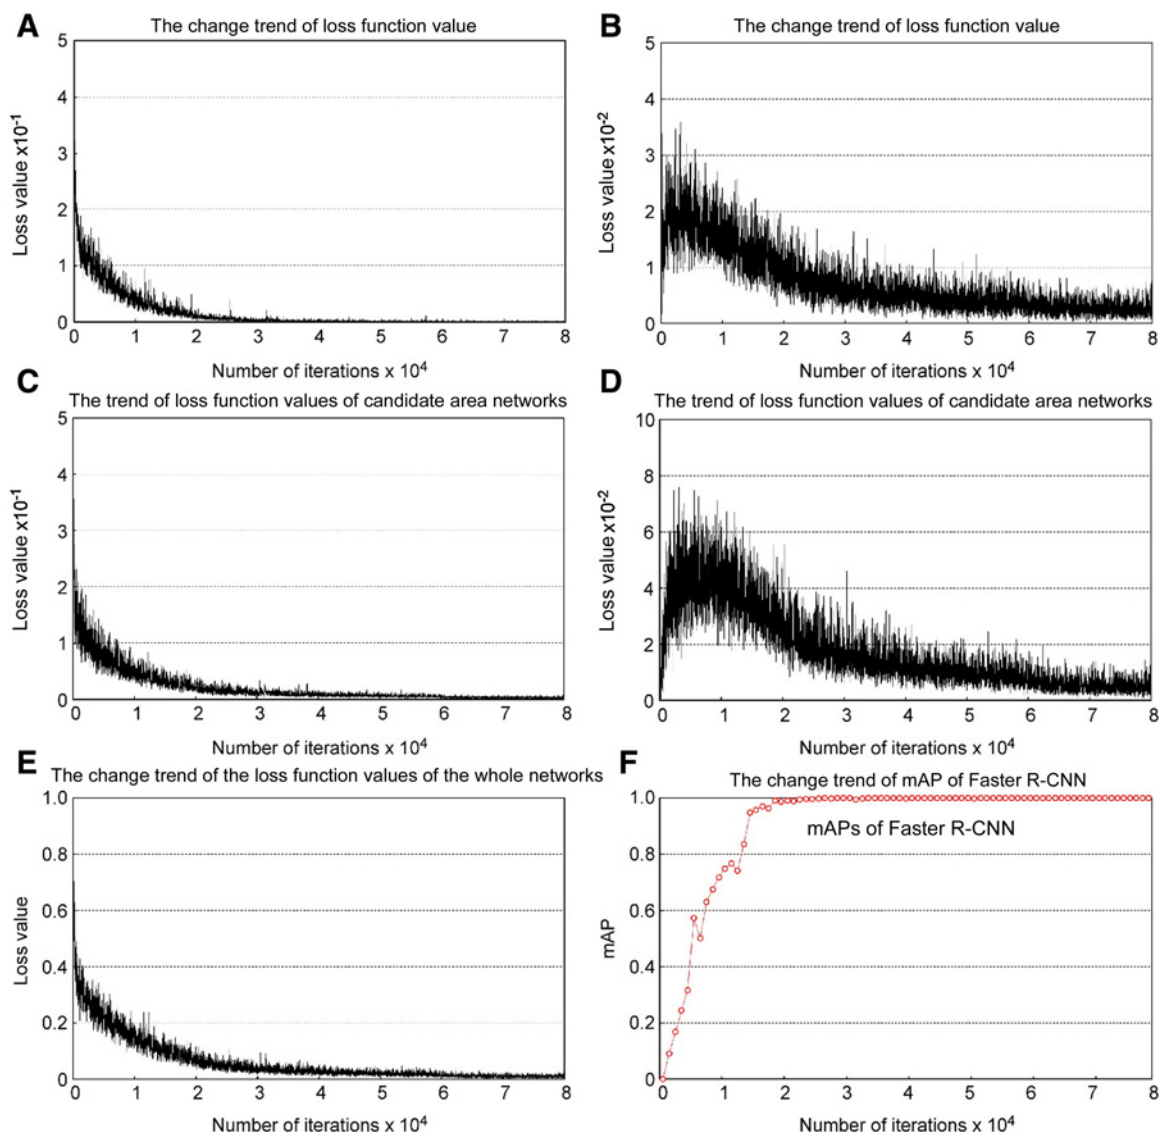 A
The change trend of loss function value
5
4
3
2
1
0
Loss value x10-1
0 1 2 3 4 5 6 7 8
Number of iterations x 104
B
The change trend of loss function value
5
4
3
2
1
0
Loss value x10-2
0 1 2 3 4 5 6 7 8
Number of iterations x 104
C
The trend of loss function values of candidate area networks
5
4
3
2
1
0
Loss value x10-1
0 1 2 3 4 5 6 7 8
Number of iterations x 104
D
The trend of loss function values of candidate area networks
10
8
6
4
2
0
Loss value x10-2
0 1 2 3 4 5 6 7 8
Number of iterations x 104
E
The change trend of the loss function values of the whole networks
1.0
0.8
0.6
0.4
0.2
0
Loss value
0 1 2 3 4 5 6 7 8
Number of iterations x 104
F
The change trend of mAP of Faster R-CNN
mAPs of Faster R-CNN
1.0
0.8
0.6
0.4
0.2
0
mAP
0 1 2 3 4 5 6 7 8
Number of iterations x 104